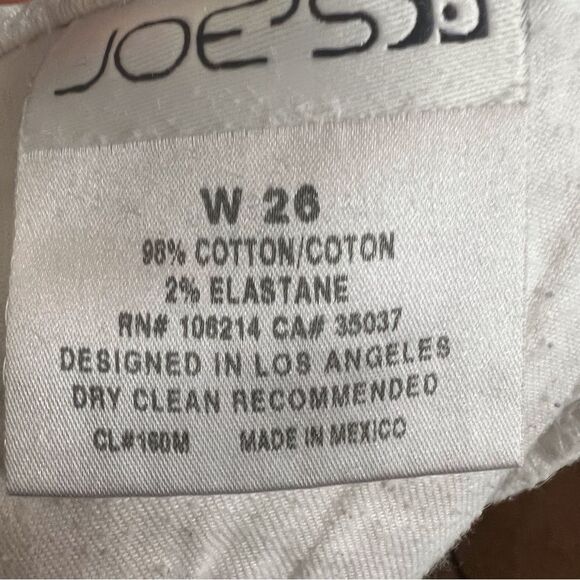 JOE'S
W 26
98% COTTON/COTON
2% ELASTANE
RN# 106214 CA# 35037
DESIGNED IN LOS ANGELES
DRY CLEAN RECOMMENDED
CL#160M MADE IN MEXICO